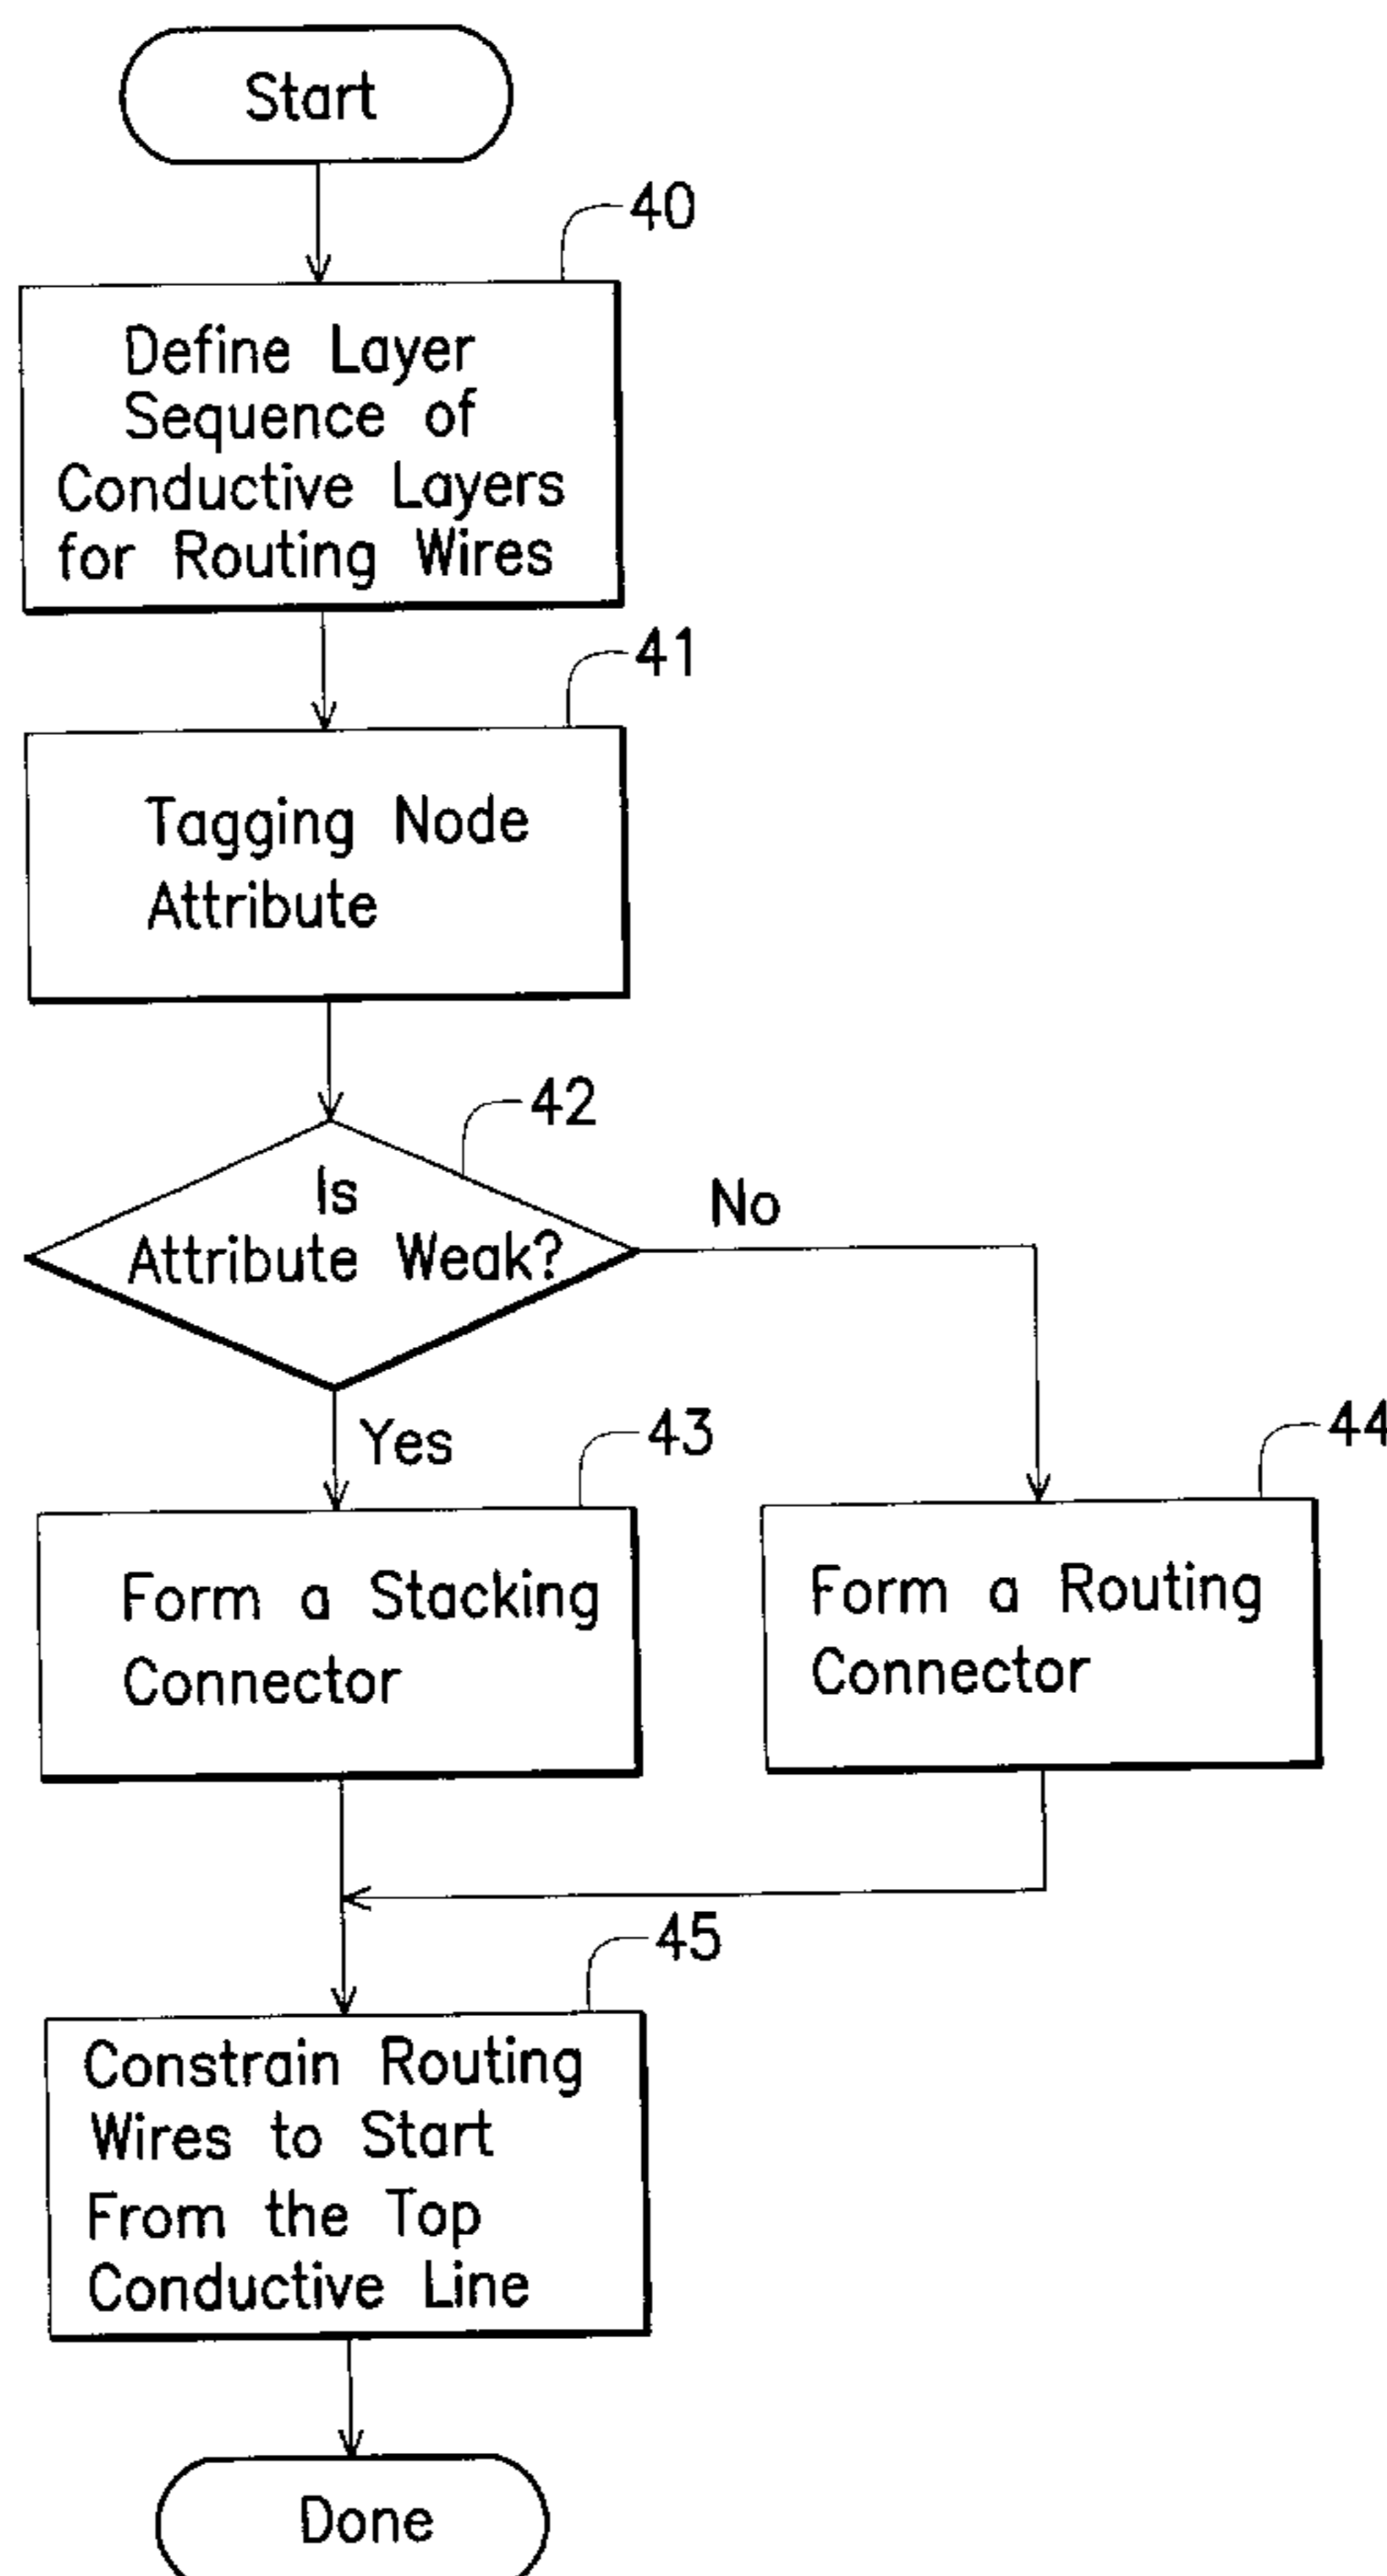 Start
40
Define Layer
Sequence of
Conductive Layers
for Routing Wires
41
Tagging Node
Attribute
42
Is
Attribute Weak?
No
Yes
43
44
Form a Stacking
Connector
Form a Routing
Connector
45
Constrain Routing
Wires to Start
From the Top
Conductive Line
Done